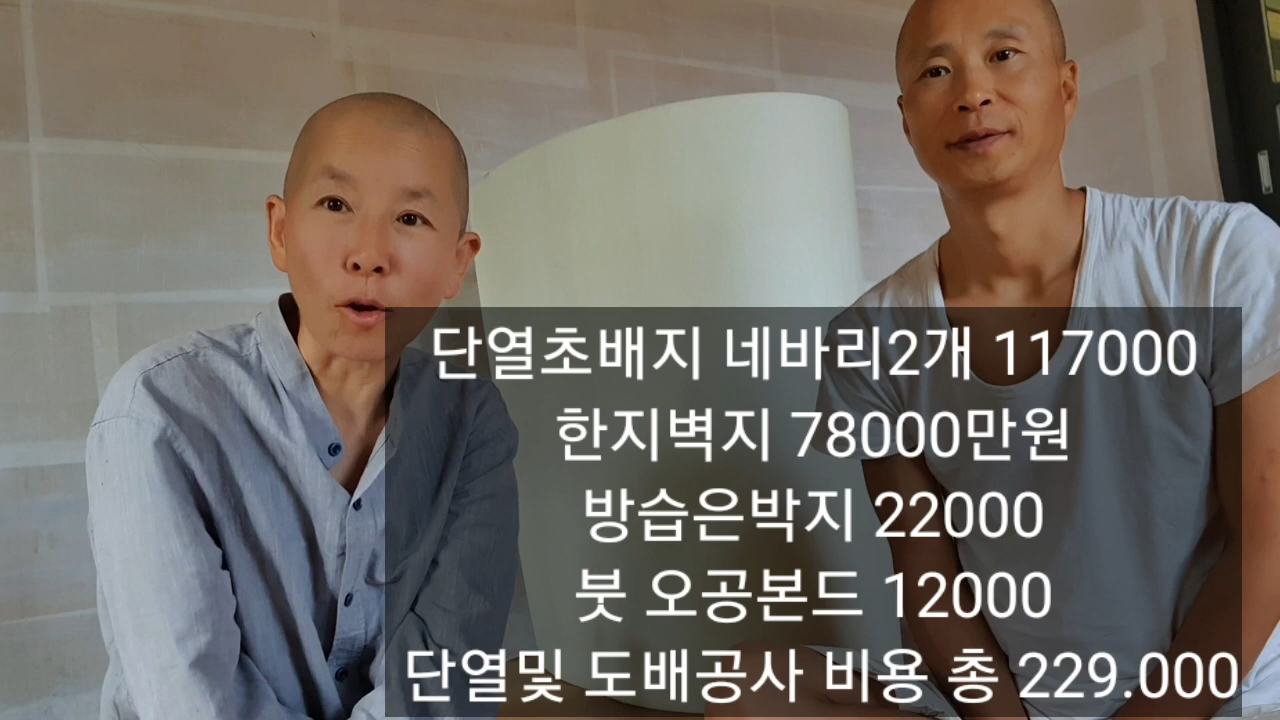 단열초배지 네바리2개 117000
한지벽지 78000만원
방습은박지 22000
붓 오공본드 12000
단열및 도배공사 비용 총 229.000